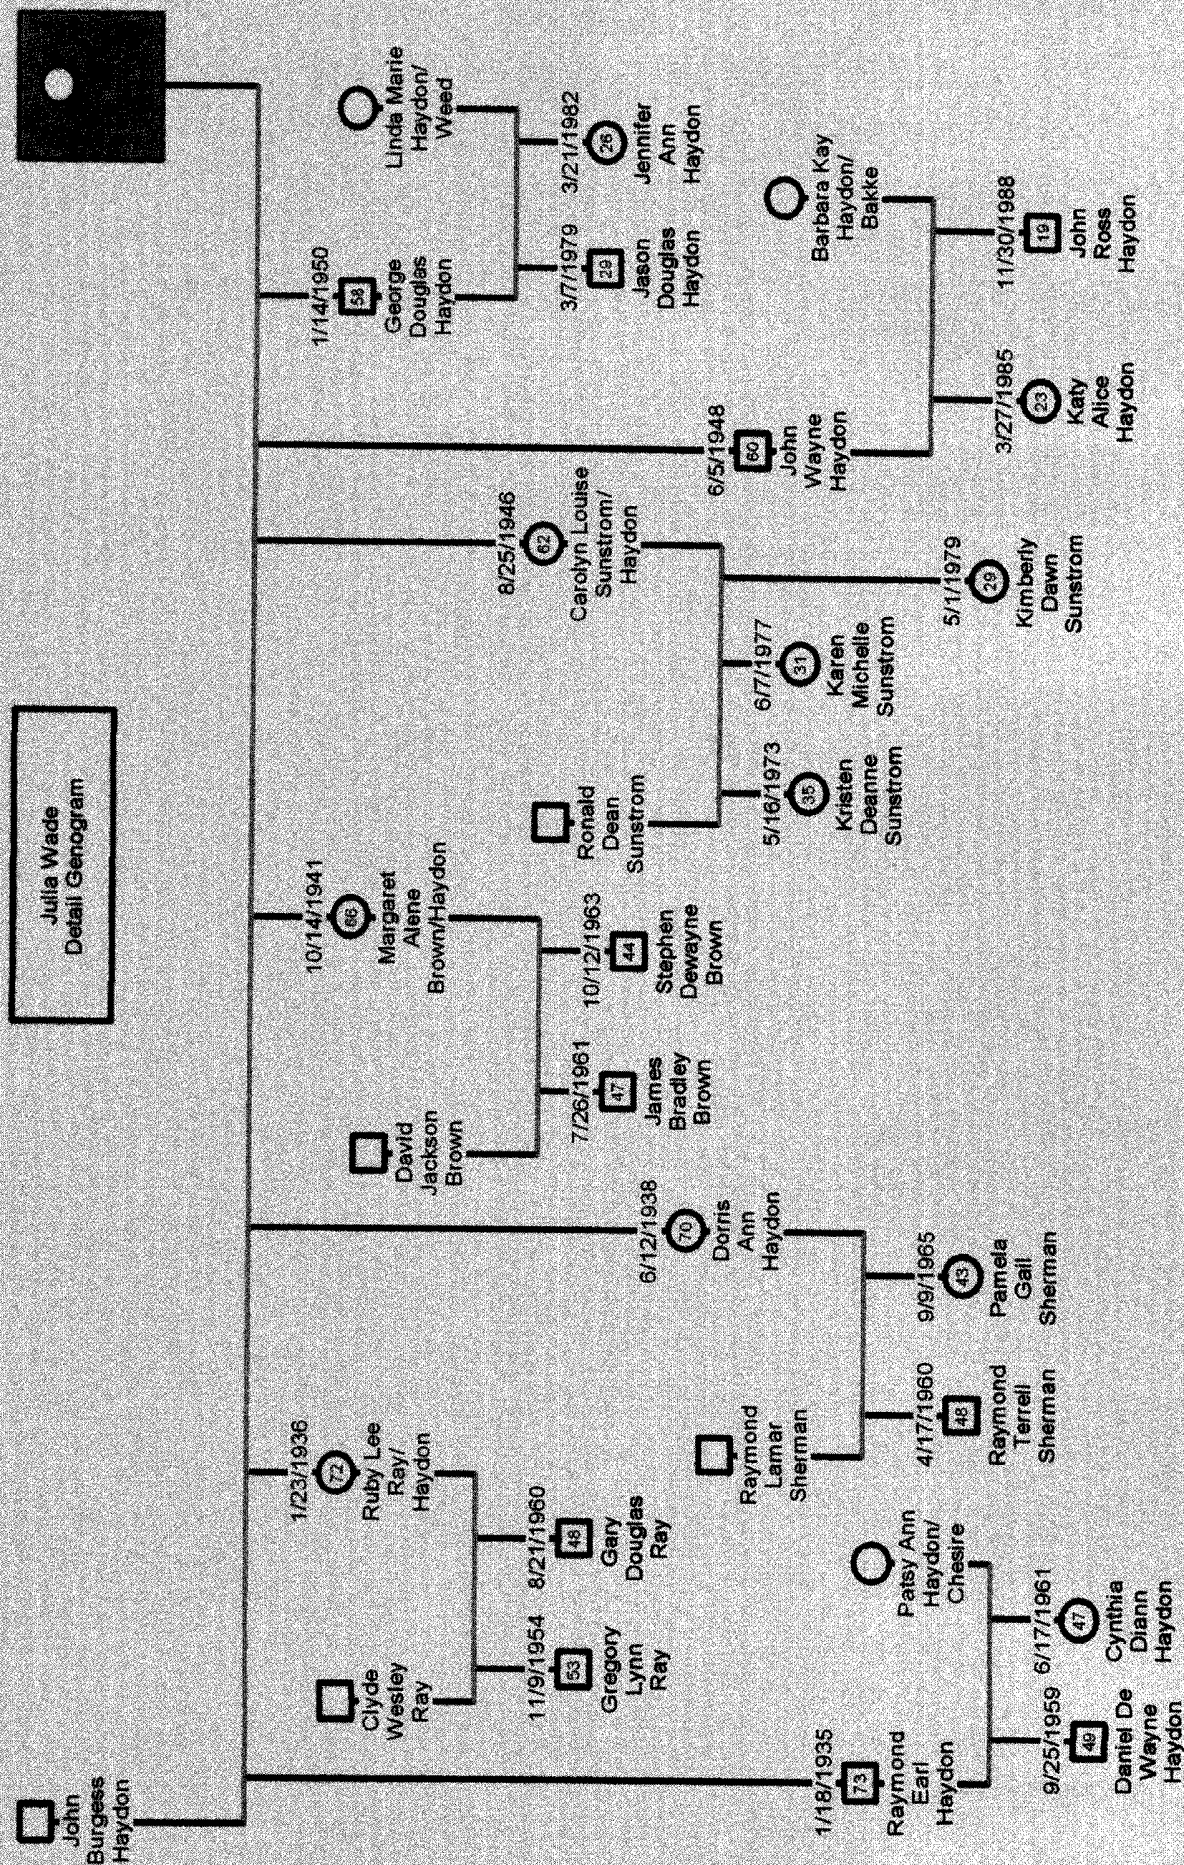 Julia Wade
Detail Genogram
John
Burgess
Haydon
1/18/1935
73
Raymond
Earl
Haydon
Patsy Ann
Haydon/
Chesire
9/25/1959
49
Daniel De
Wayne
Haydon
6/17/1961
47
Cynthia
Diann
Haydon
Clyde
Wesley
Ray
1/23/1936
72
Ruby Lee
Ray/
Haydon
11/9/1954
53
Gregory
Lynn
Ray
8/21/1960
48
Gary
Douglas
Ray
Raymond
Lamar
Sherman
6/12/1938
70
Dorris
Ann
Haydon
4/17/1960
48
Raymond
Terrell
Sherman
9/9/1965
43
Pamela
Gail
Sherman
David
Jackson
Brown
10/14/1941
66
Margaret
Alene
Brown/Haydon
7/26/1961
47
James
Bradley
Brown
10/12/1963
44
Stephen
Dewayne
Brown
Ronald
Dean
Sunstrom
8/25/1946
62
Carolyn Louise
Sunstrom/
Haydon
5/16/1973
35
Kristen
Deanne
Sunstrom
6/7/1977
31
Karen
Michelle
Sunstrom
5/1/1979
29
Kimberly
Dawn
Sunstrom
6/5/1948
60
John
Wayne
Haydon
Barbara Kay
Haydon/
Bakke
3/27/1985
23
Katy
Alice
Haydon
11/30/1988
19
John
Ross
Haydon
1/14/1950
58
George
Douglas
Haydon
Linda Marie
Haydon/
Weed
3/7/1979
29
Jason
Douglas
Haydon
3/21/1982
26
Jennifer
Ann
Haydon